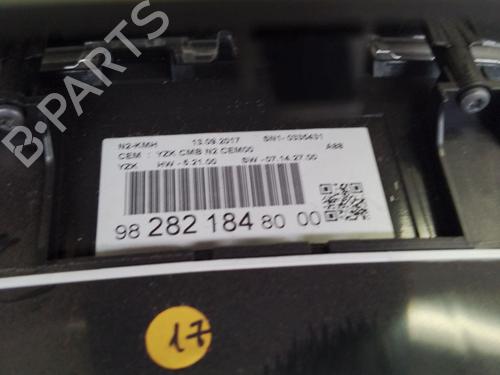 B-PARTS
N2-KMH 13.09.2017 SN1-0335431
CEM : YZK CMB N2 CEM00 A88
YZK HW-5.21.00 SW-07.14.27.00
98 282 184 80 00
17